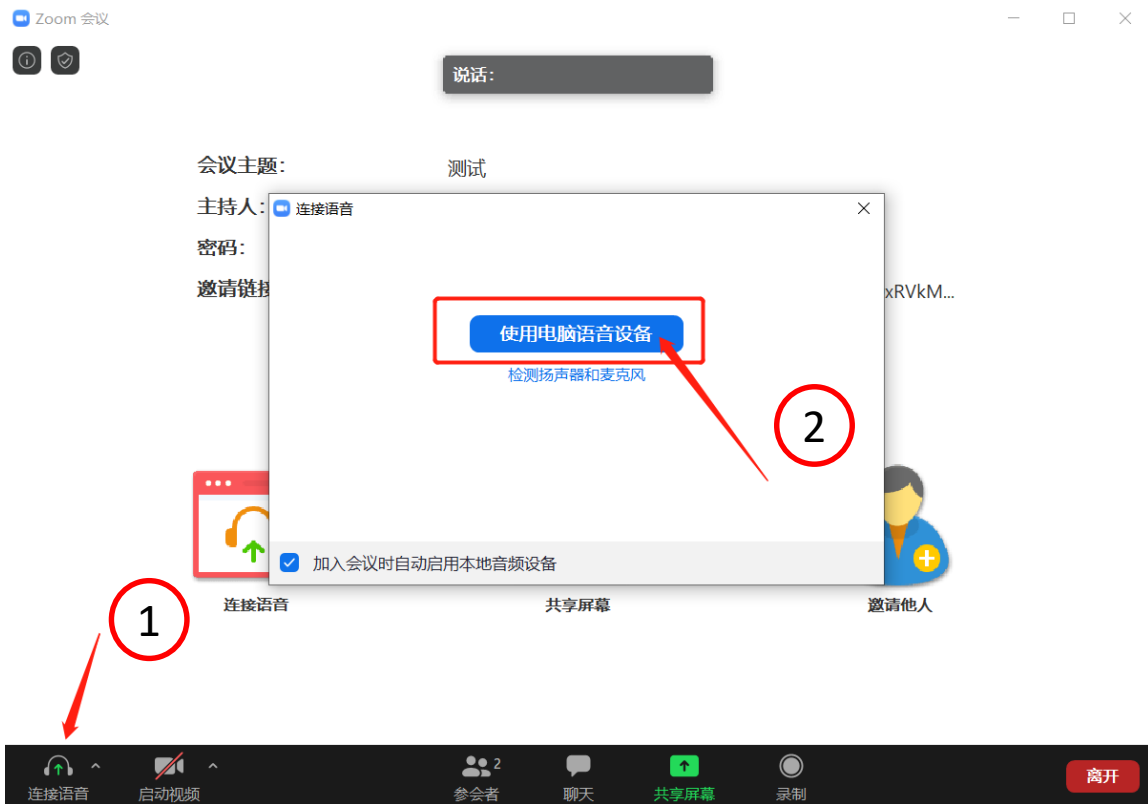 Zoom 会议
说话：
会议主题： 测试
主持人：
连接语音
密码：
邀请链接
xRVkM...
使用电脑语音设备
检测扬声器和麦克风
2
加入会议时自动启用本地音频设备
连接语音 共享屏幕 邀请他人
1
2
连接语音 启动视频 参会者 聊天 共享屏幕 录制 离开